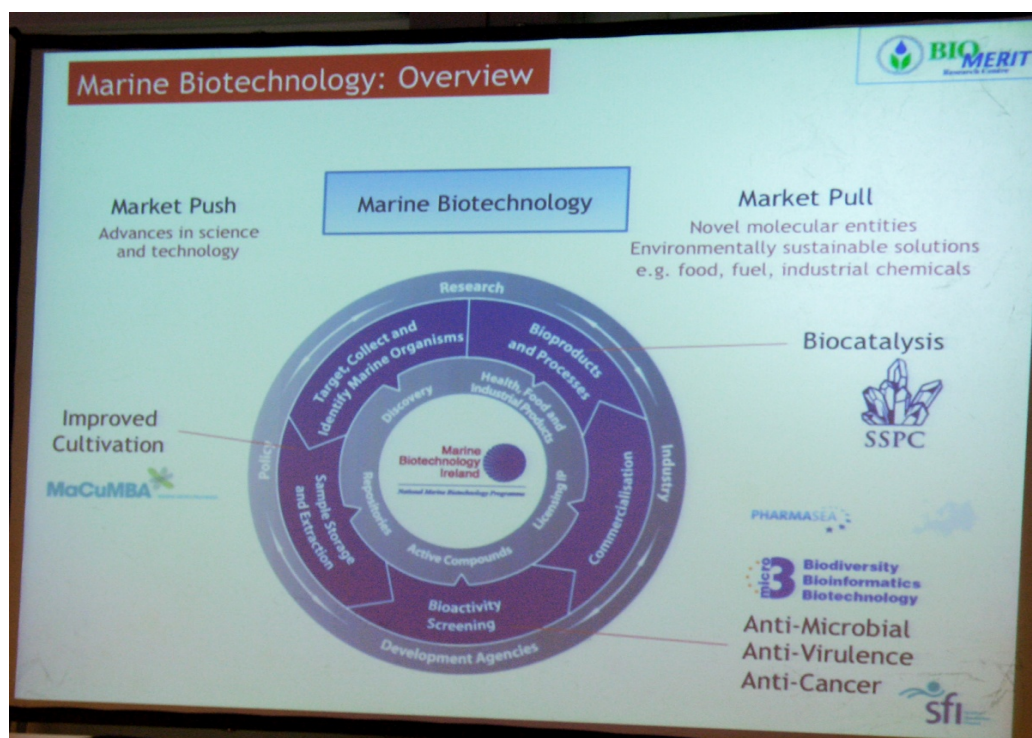 Marine Biotechnology: Overview
BIO
MERIT
Research Centre
Market Push
Advances in science
and technology
Marine Biotechnology
Market Pull
Novel molecular entities
Environmentally sustainable solutions
e.g. food, fuel, industrial chemicals
Research
Target, Collect and
Identify Marine Organisms
Bioproducts
and Processes
Discovery
Health, Food and
Industrial Products
Biocatalysis
SSPC
Improved
Cultivation
MaCuMBA
Policy
Industry
Marine
Biotechnology
Ireland
National Marine Biotechnology Programme
Sample Storage
and Extraction
Repositories
Licensing IP
Commercialisation
Active Compounds
Bioactivity
Screening
Development Agencies
PHARMASEA
micro
3
Biodiversity
Bioinformatics
Biotechnology
Anti-Microbial
Anti-Virulence
Anti-Cancer
sfi